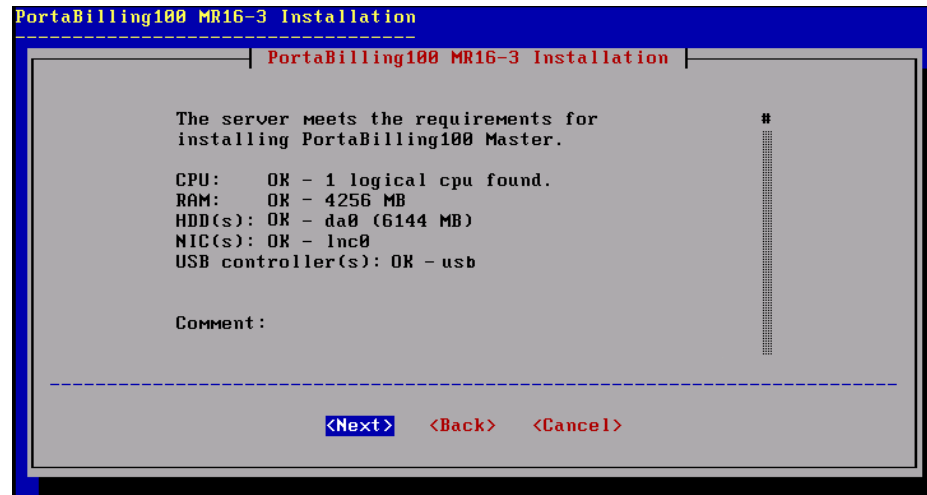 PortaBilling100 MR16-3 Installation
PortaBilling100 MR16-3 Installation
The server meets the requirements for
installing PortaBilling100 Master.
CPU: OK - 1 logical cpu found.
RAM: OK - 4256 MB
HDD(s): OK - da0 (6144 MB)
NIC(s): OK - lnc0
USB controller(s): OK - usb
Comment:
#
<Next> <Back> <Cancel>